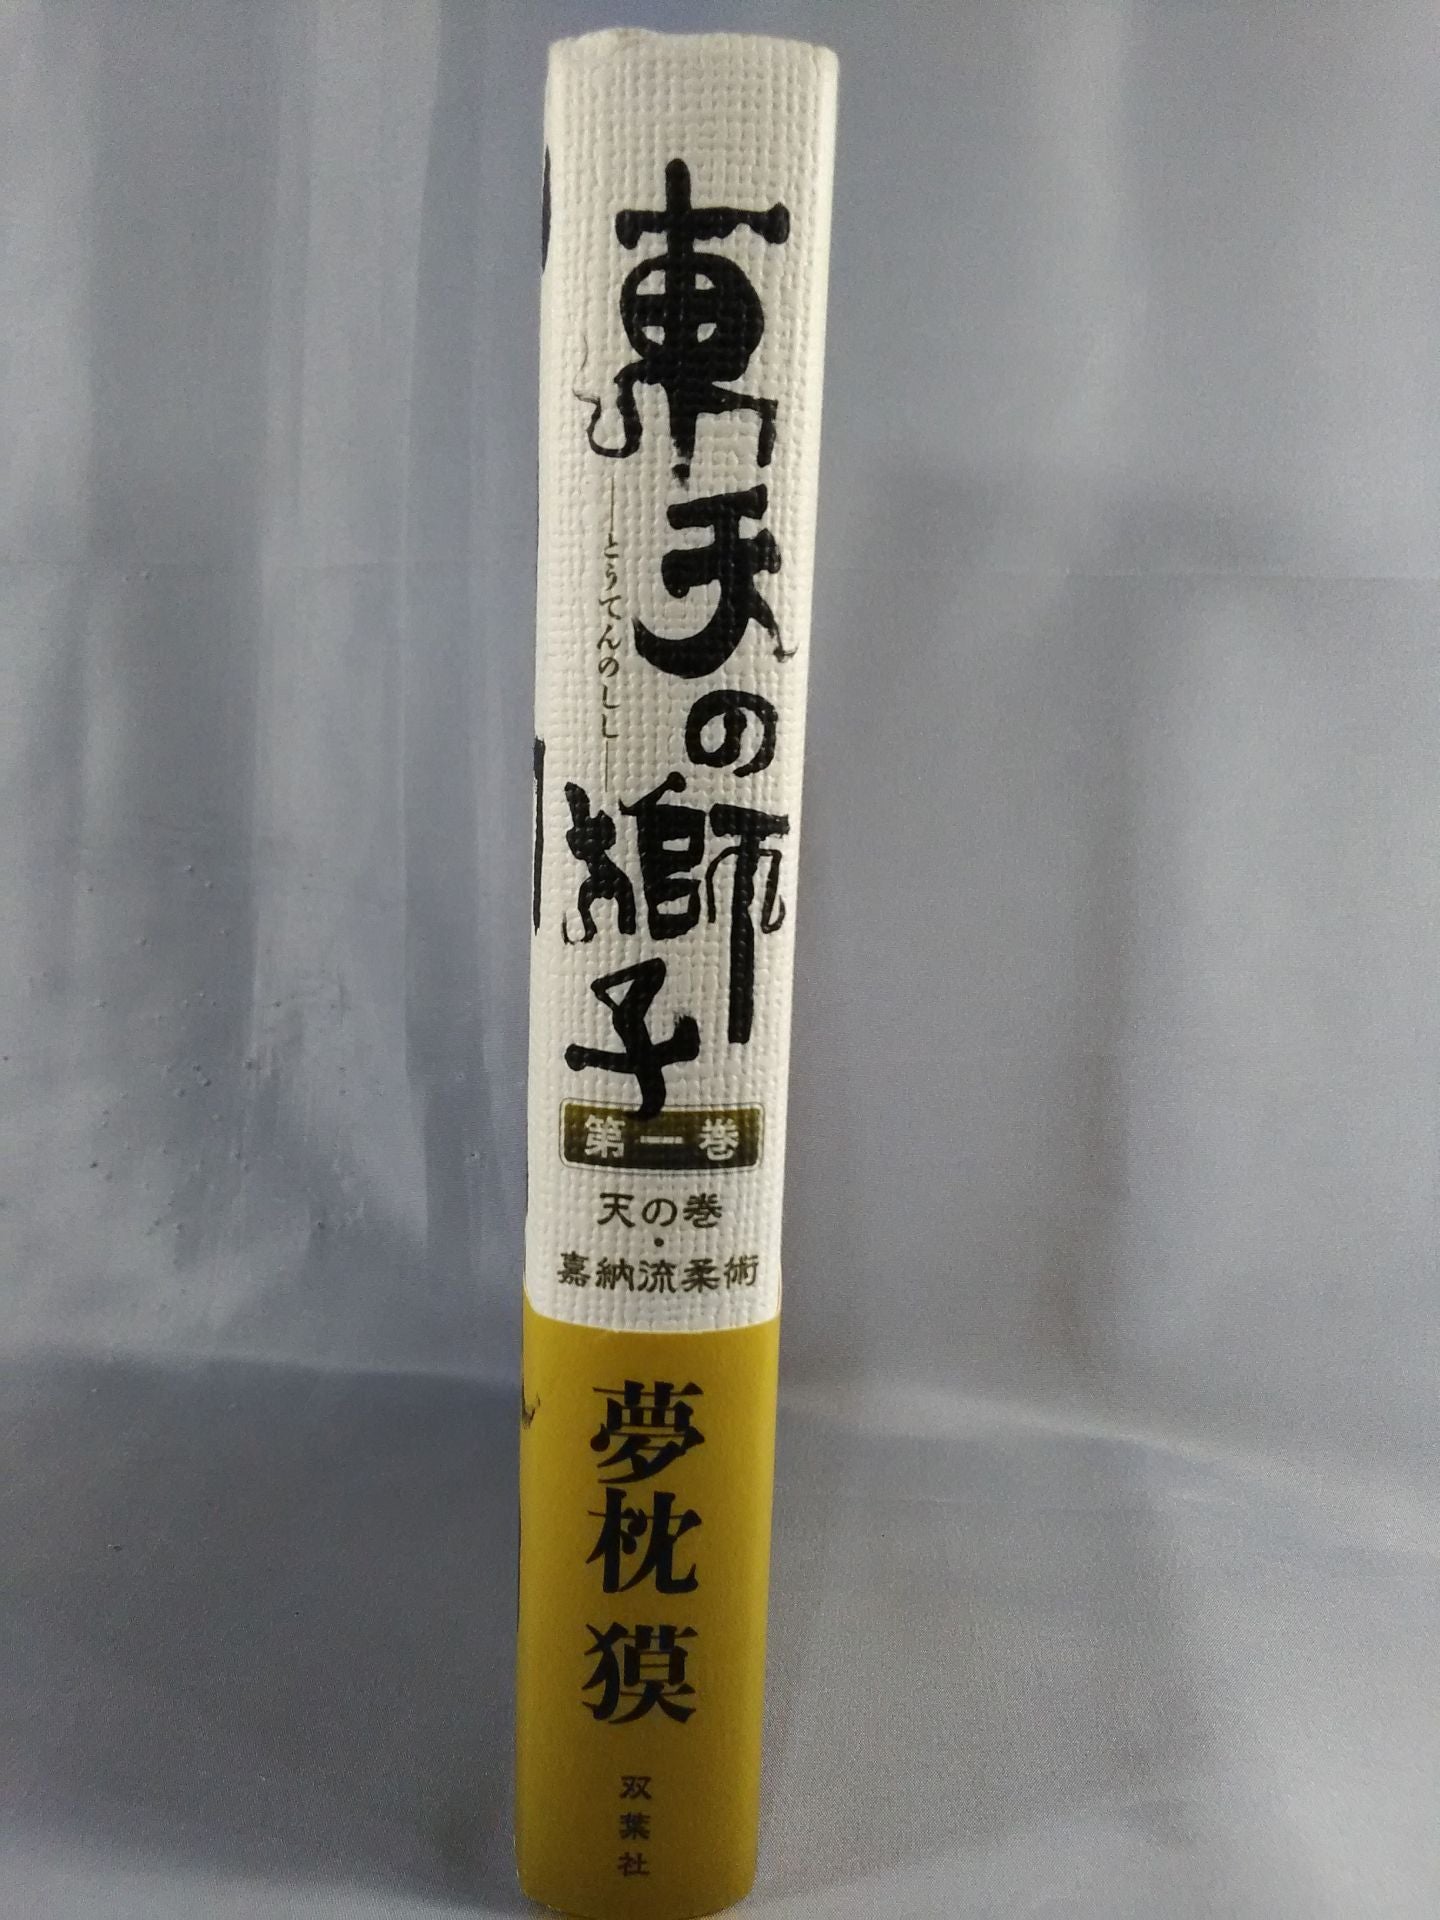 東天の獅子
―とうてんのしし―
第一巻
天の巻
・
嘉納流柔術
夢枕 獏
双葉社